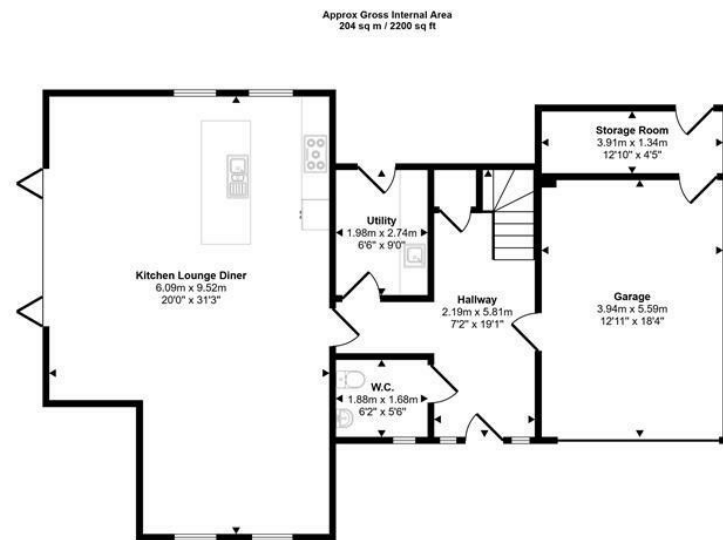 Approx Gross Internal Area
204 sq m / 2200 sq ft
Storage Room
3.91m x 1.34m
12'10" x 4'5"
Utility
1.98m x 2.74m
6'6" x 9'0"
Kitchen Lounge Diner
6.09m x 9.52m
20'0" x 31'3"
Hallway
2.19m x 5.81m
7'2" x 19'1"
Garage
3.94m x 5.59m
12'11" x 18'4"
W.C.
1.88m x 1.68m
6'2" x 5'6"